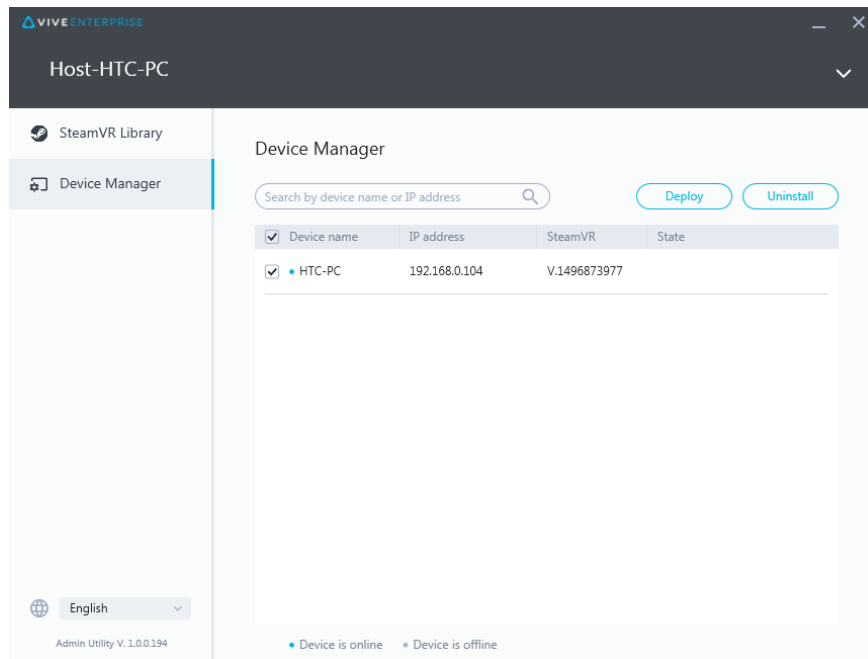 VIVE ENTERPRISE
Host-HTC-PC
SteamVR Library
Device Manager
Device Manager
Search by device name or IP address
Deploy
Uninstall
Device name IP address SteamVR State
HTC-PC 192.168.0.104 V.1496873977
English
Admin Utility V. 1.0.0.194
Device is online Device is offline